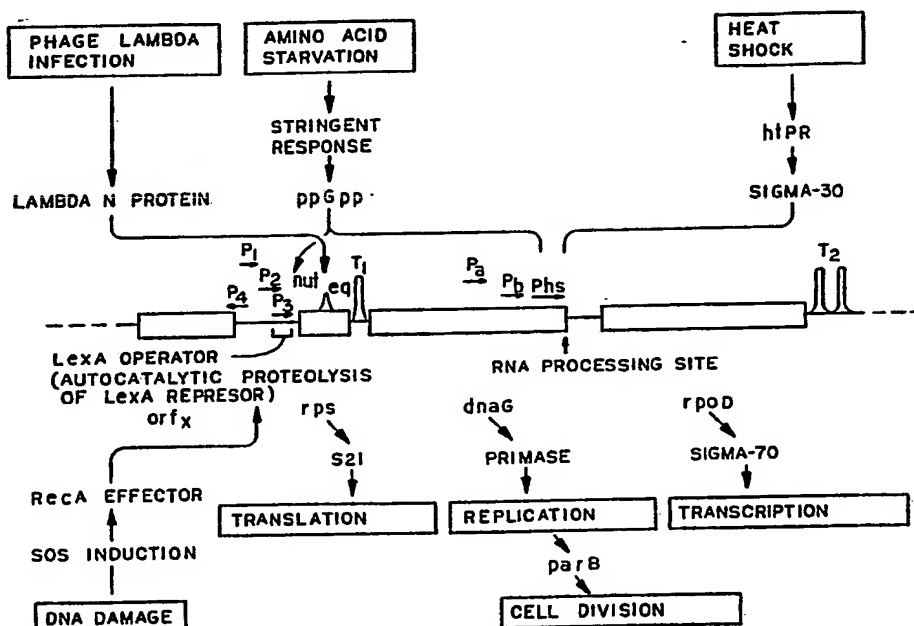 PHAGE LAMBDA
INFECTION
AMINO ACID
STARVATION
HEAT
SHOCK
STRINGENT
RESPONSE
htPR
LAMBDA N PROTEIN
ppGpp
SIGMA-30
P1
P2
P3
P4
nut
eq
T1
Pa
Pb
Phs
T2
LexA OPERATOR
(AUTOCATALYTIC PROTEOLYSIS
OF LexA REPRESOR)
orfx
RNA PROCESSING SITE
rps
dnaG
rpoD
S21
PRIMASE
SIGMA-70
RecA EFFECTOR
TRANSLATION
REPLICATION
TRANSCRIPTION
SOS INDUCTION
parB
DNA DAMAGE
CELL DIVISION